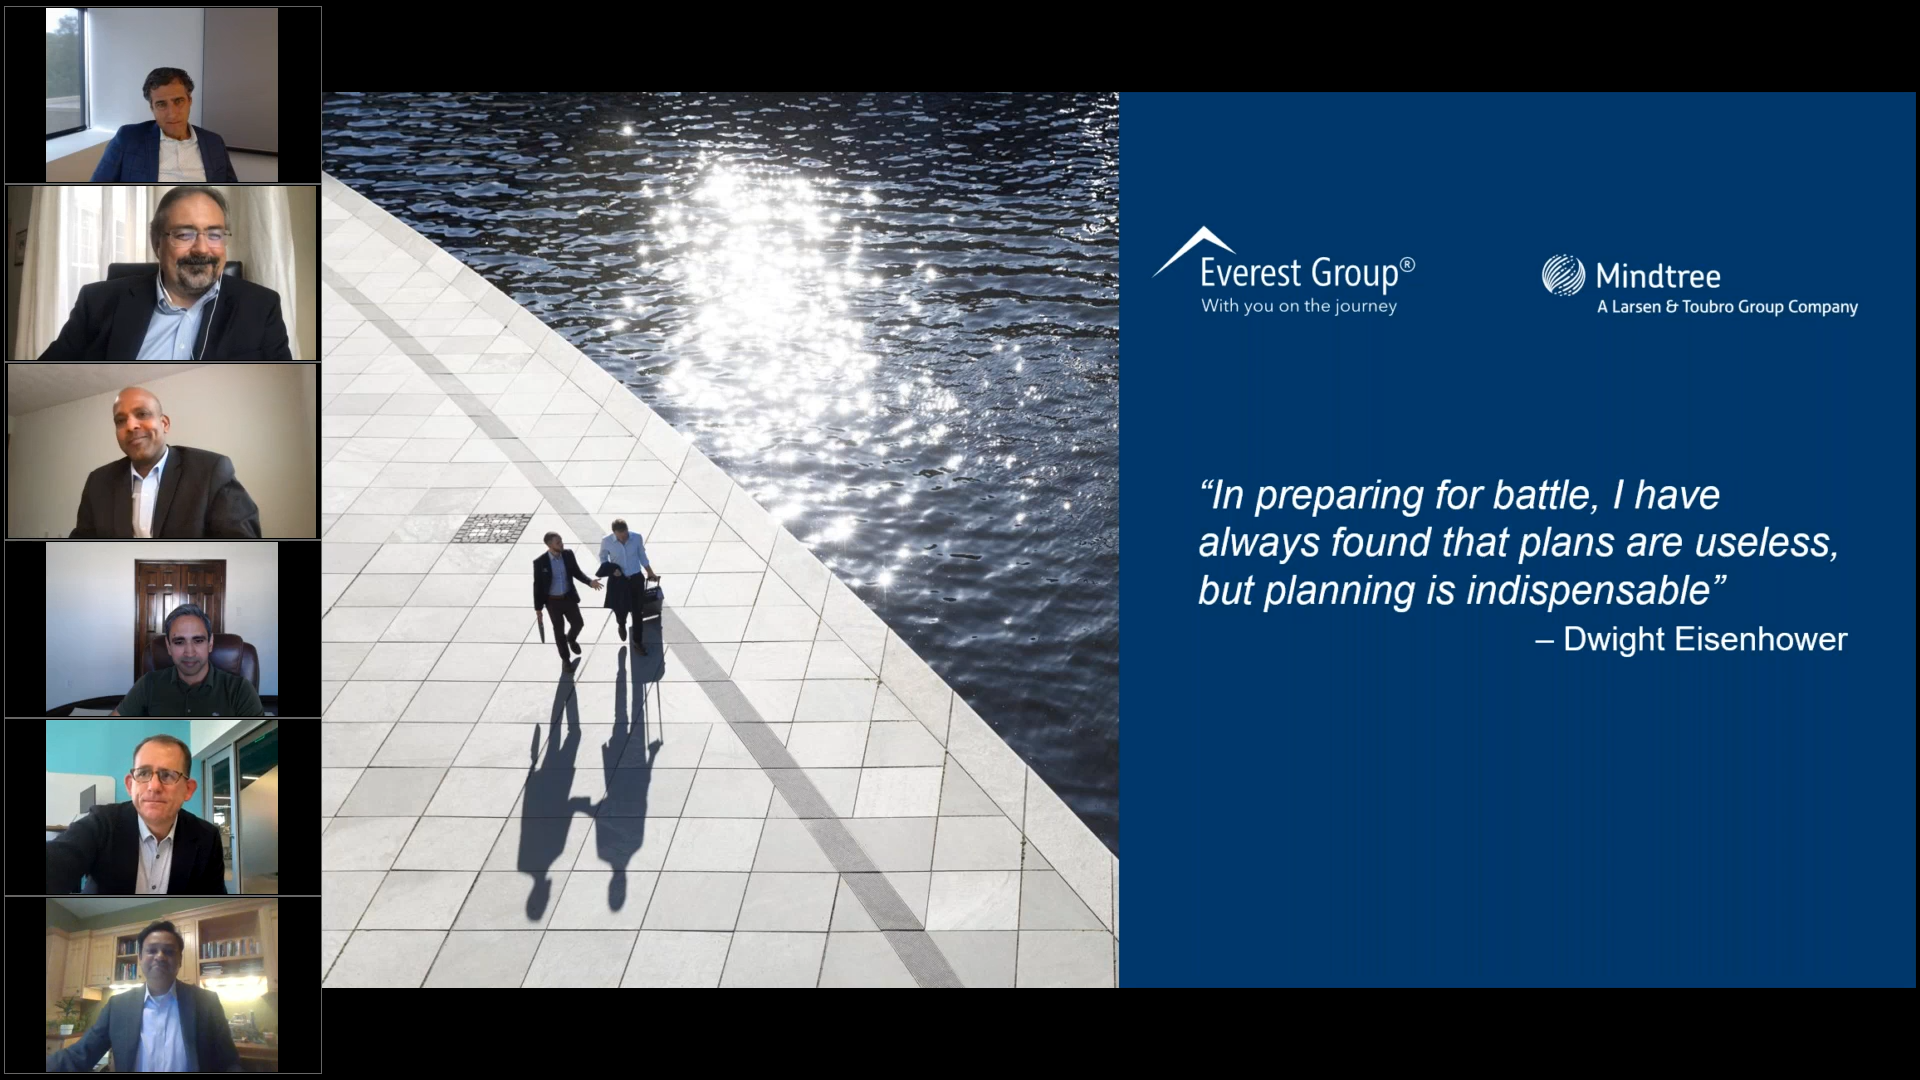 Everest Group®
With you on the journey
Mindtree
A Larsen & Toubro Group Company
“In preparing for battle, I have
always found that plans are useless,
but planning is indispensable”
– Dwight Eisenhower